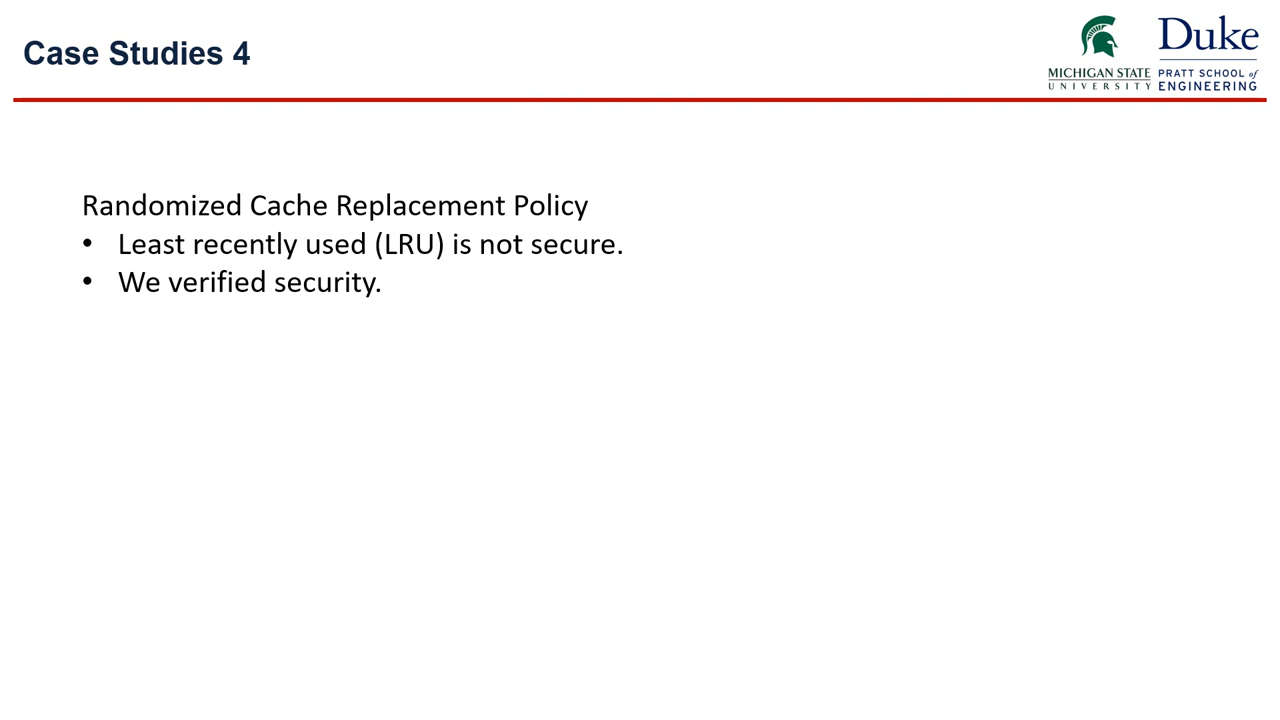 Case Studies 4
MICHIGAN STATE
UNIVERSITY
Duke
PRATT SCHOOL of
ENGINEERING
Randomized Cache Replacement Policy
• Least recently used (LRU) is not secure.
• We verified security.